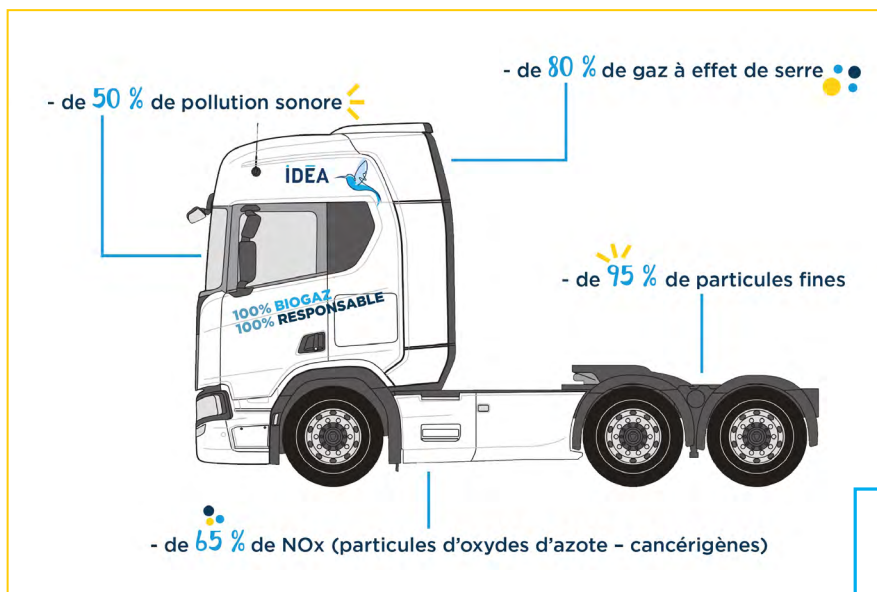 - de 80 % de gaz à effet de serre
- de 50 % de pollution sonore
IDĒA
- de 95 % de particules fines
100% BIOGAZ
100% RESPONSABLE
- de 65 % de NOx (particules d'oxydes d'azote – cancérigènes)